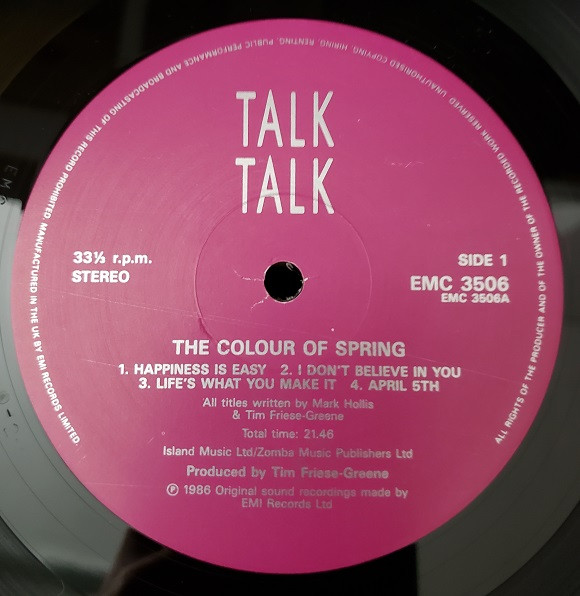 TALK
TALK
33⅓ r.p.m.
STEREO
SIDE 1
EMC 3506
EMC 3506A
THE COLOUR OF SPRING
1. HAPPINESS IS EASY 2. I DON'T BELIEVE IN YOU
3. LIFE'S WHAT YOU MAKE IT 4. APRIL 5TH
All titles written by Mark Hollis
& Tim Friese-Greene
Total time: 21.46
Island Music Ltd/Zomba Music Publishers Ltd
Produced by Tim Friese-Greene
℗ 1986 Original sound recordings made by
EMI Records Ltd
ALL RIGHTS OF THE PRODUCER AND OF THE OWNER OF THE RECORDED WORK RESERVED. UNAUTHORISED COPYING, HIRING, RENTING, PUBLIC PERFORMANCE AND BROADCASTING OF THIS RECORD PROHIBITED. MANUFACTURED IN THE UK BY EMI RECORDS LIMITED.